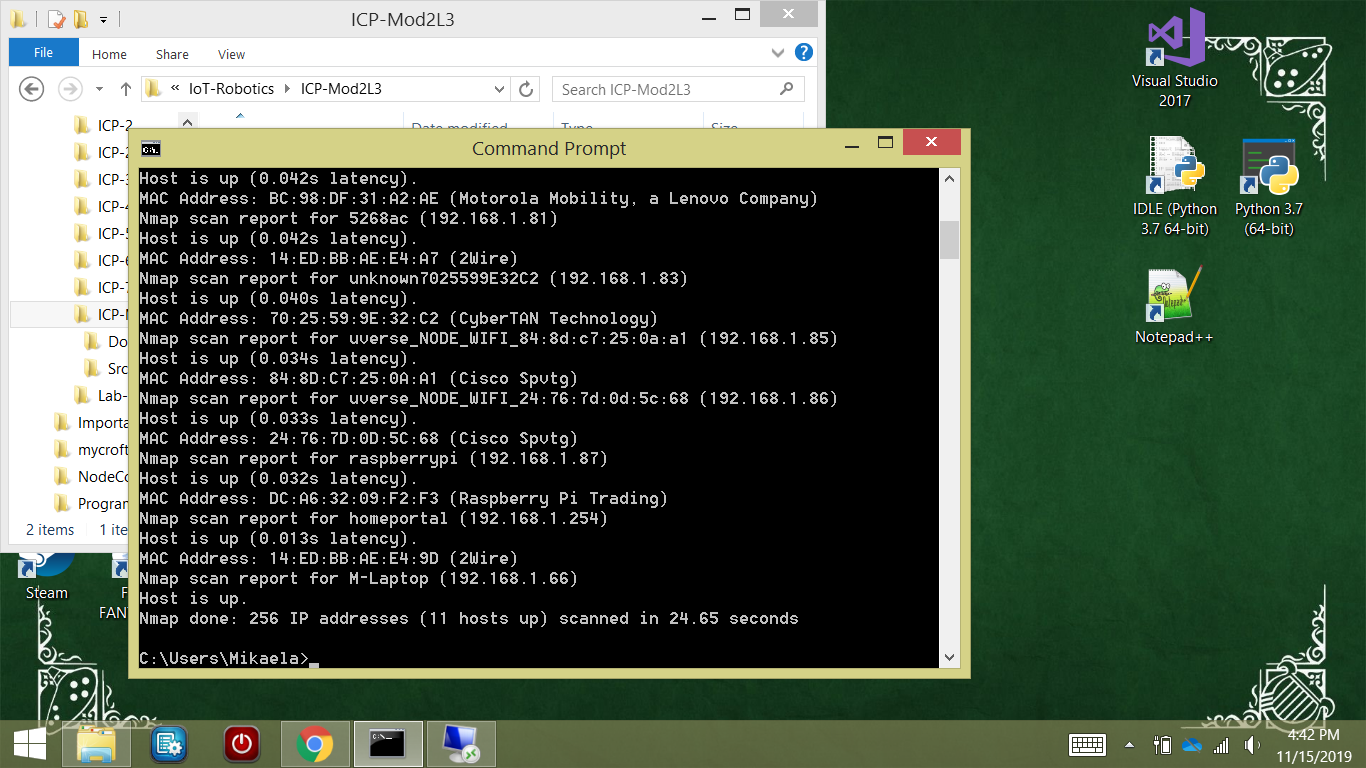 ICP-Mod2L3
File Home Share View
« IoT-Robotics ICP-Mod2L3 Search ICP-Mod2L3
Date modified Type Size
ICP-2
ICP-2
ICP-3
ICP-4
ICP-5
ICP-6
ICP-7
ICP-M
Do
Src
Lab-
Importa
mycroft
NodeCo
Program
2 items 1 ite
Command Prompt
Host is up (0.042s latency).
MAC Address: BC:98:DF:31:A2:AE (Motorola Mobility, a Lenovo Company)
Nmap scan report for 5268ac (192.168.1.81)
Host is up (0.042s latency).
MAC Address: 14:ED:BB:AE:E4:A7 (2Wire)
Nmap scan report for unknown7025599E32C2 (192.168.1.83)
Host is up (0.040s latency).
MAC Address: 70:25:59:9E:32:C2 (CyberTAN Technology)
Nmap scan report for uverse_NODE_WIFI_84:8d:c7:25:0a:a1 (192.168.1.85)
Host is up (0.034s latency).
MAC Address: 84:8D:C7:25:0A:A1 (Cisco Spvtg)
Nmap scan report for uverse_NODE_WIFI_24:76:7d:0d:5c:68 (192.168.1.86)
Host is up (0.033s latency).
MAC Address: 24:76:7D:0D:5C:68 (Cisco Spvtg)
Nmap scan report for raspberrypi (192.168.1.87)
Host is up (0.032s latency).
MAC Address: DC:A6:32:09:F2:F3 (Raspberry Pi Trading)
Nmap scan report for homeportal (192.168.1.254)
Host is up (0.013s latency).
MAC Address: 14:ED:BB:AE:E4:9D (2Wire)
Nmap scan report for M-Laptop (192.168.1.66)
Host is up.
Nmap done: 256 IP addresses (11 hosts up) scanned in 24.65 seconds
C:\Users\Mikaela>
Visual Studio
2017
IDLE (Python
3.7 64-bit)
Python 3.7
(64-bit)
Notepad++
Steam
F
FANT
4:42 PM
11/15/2019